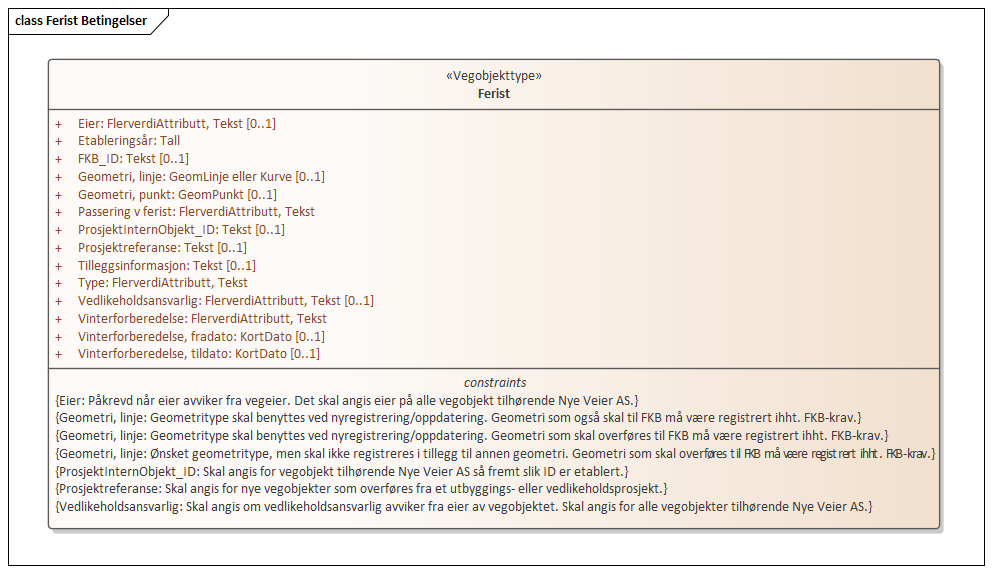 class Ferist Betingelser
«Vegobjekttype»
Ferist
+ Eier: FlerverdiAttributt, Tekst [0..1]
+ Etableringsår: Tall
+ FKB_ID: Tekst [0..1]
+ Geometri, linje: GeomLinje eller Kurve [0..1]
+ Geometri, punkt: GeomPunkt [0..1]
+ Passering v ferist: FlerverdiAttributt, Tekst
+ ProsjektInternObjekt_ID: Tekst [0..1]
+ Prosjektreferanse: Tekst [0..1]
+ Tilleggsinformasjon: Tekst [0..1]
+ Type: FlerverdiAttributt, Tekst
+ Vedlikeholdsansvarlig: FlerverdiAttributt, Tekst [0..1]
+ Vinterforberedelse: FlerverdiAttributt, Tekst
+ Vinterforberedelse, fradato: KortDato [0..1]
+ Vinterforberedelse, tildato: KortDato [0..1]
constraints
{Eier: Påkrevd når eier avviker fra vegeier. Det skal angis eier på alle vegobjekt tilhørende Nye Veier AS.}
{Geometri, linje: Geometritype skal benyttes ved nyregistrering/oppdatering. Geometri som også skal til FKB må være registrert ihht. FKB-krav.}
{Geometri, linje: Geometritype skal benyttes ved nyregistrering/oppdatering. Geometri som skal overføres til FKB må være registrert ihht. FKB-krav.}
{Geometri, linje: Ønsket geometritype, men skal ikke registreres i tillegg til annen geometri. Geometri som skal overføres til FKB må være registrert ihht. FKB-krav.}
{ProsjektInternObjekt_ID: Skal angis for vegobjekt tilhørende Nye Veier AS så fremt slik ID er etablert.}
{Prosjektreferanse: Skal angis for nye vegobjekter som overføres fra et utbyggings- eller vedlikeholdsprosjekt.}
{Vedlikeholdsansvarlig: Skal angis om vedlikeholdsansvarlig avviker fra eier av vegobjektet. Skal angis for alle vegobjekter tilhørende Nye Veier AS.}